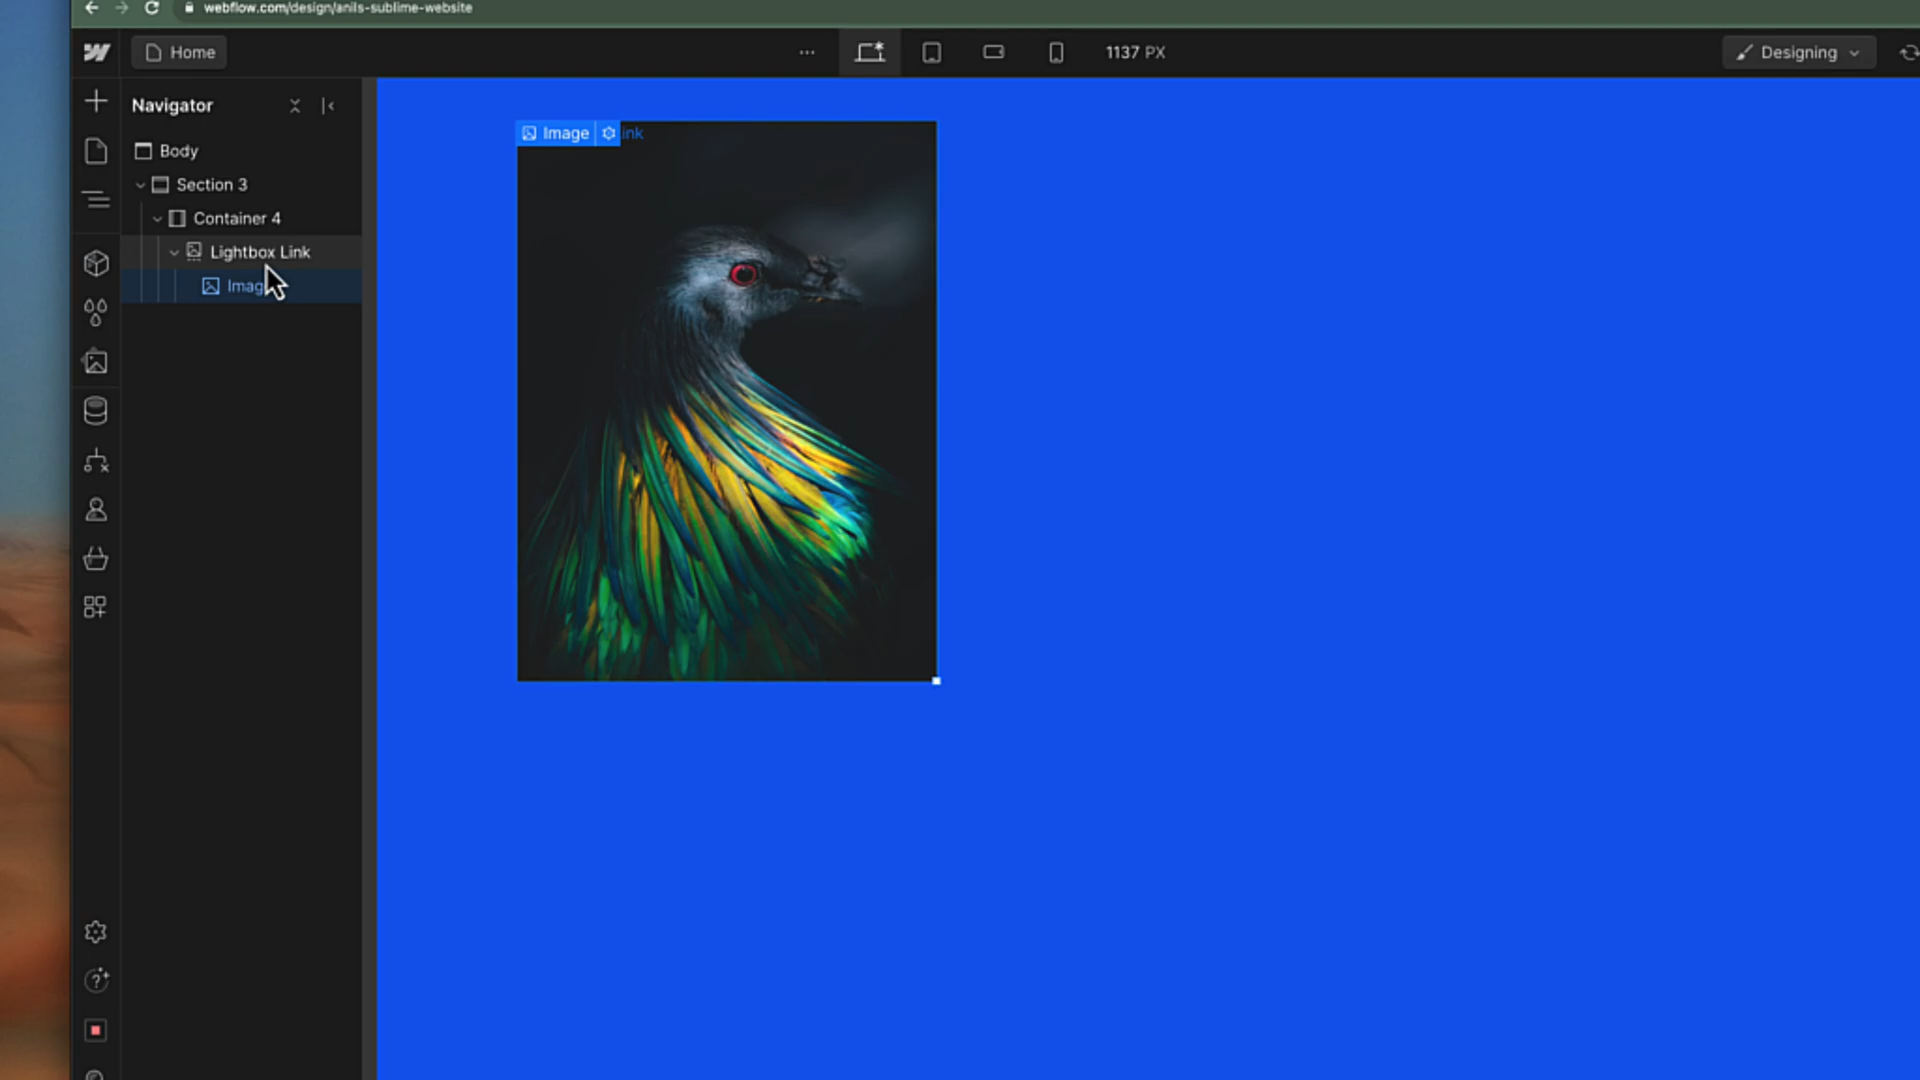 webflow.com/design/anils-sublime-website
Home
1137 PX
Designing
Navigator
Body
Section 3
Container 4
Lightbox Link
Imag
Image
ink